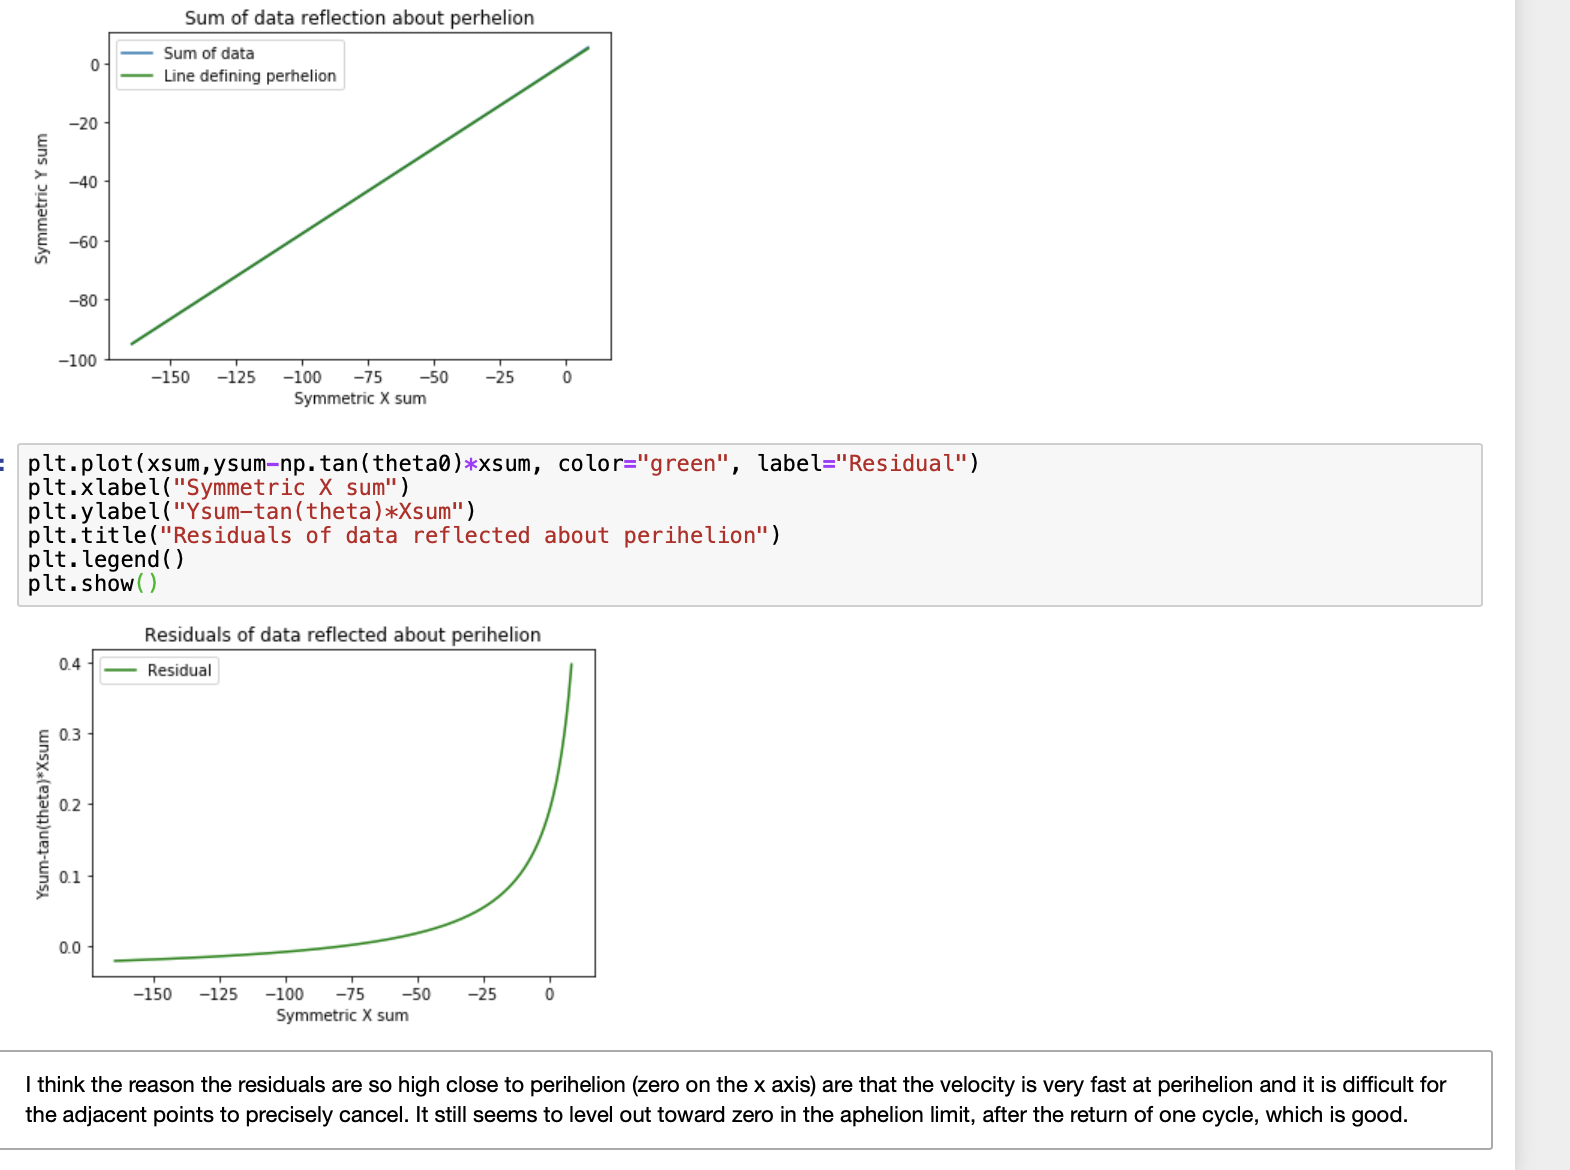 Sum of data reflection about perhelion
Sum of data
Line defining perhelion
0
−20
−40
−60
−80
−100
Symmetric Y sum
−150 −125 −100 −75 −50 −25 0
Symmetric X sum
:
plt.plot(xsum,ysum-np.tan(theta0)*xsum, color="green", label="Residual")
plt.xlabel("Symmetric X sum")
plt.ylabel("Ysum-tan(theta)*Xsum")
plt.title("Residuals of data reflected about perihelion")
plt.legend()
plt.show()
Residuals of data reflected about perihelion
Residual
0.4
0.3
0.2
0.1
0.0
Ysum-tan(theta)*Xsum
−150 −125 −100 −75 −50 −25 0
Symmetric X sum
I think the reason the residuals are so high close to perihelion (zero on the x axis) are that the velocity is very fast at perihelion and it is difficult for
the adjacent points to precisely cancel. It still seems to level out toward zero in the aphelion limit, after the return of one cycle, which is good.